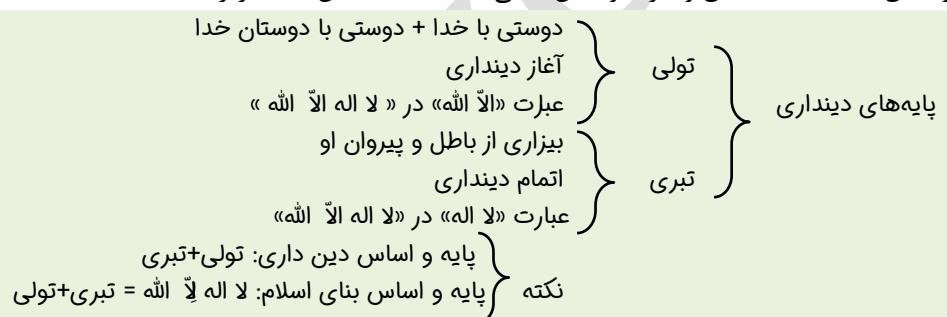 دوستی با خدا + دوستی با دوستان خدا
تولی
آغاز دینداری
عبارت «الاّ الله» در « لا اله الاّ الله »
پایه‌های دینداری
بیزاری از باطل و پیروان او
تبری
اتمام دینداری
عبارت «لا اله» در «لا اله الاّ الله»
پایه و اساس دین داری: تولی+تبری
نکته
پایه و اساس بنای اسلام: لا اله لِاّ الله = تبری+تولی